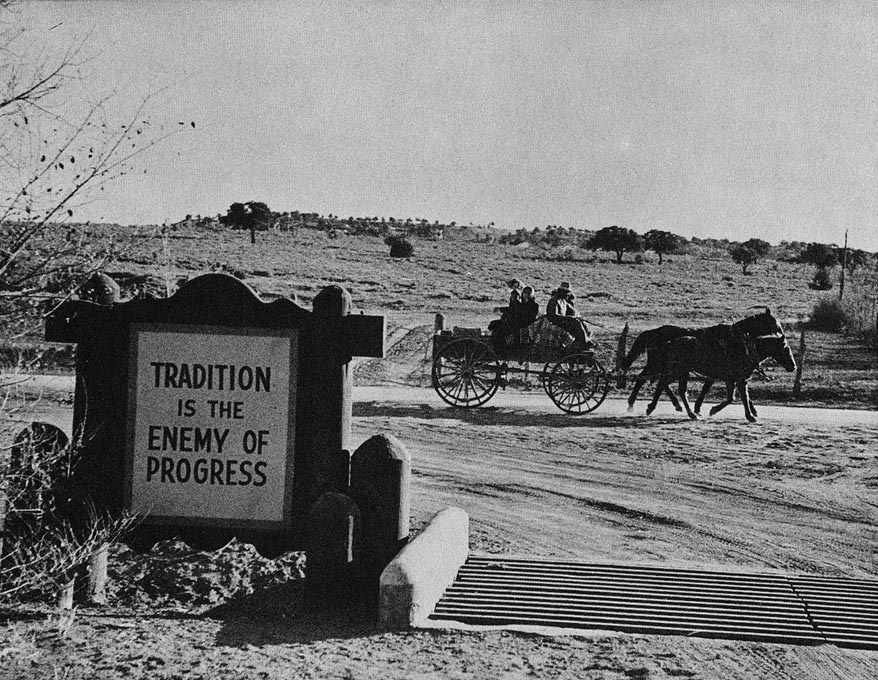 TRADITION
IS THE
ENEMY OF
PROGRESS